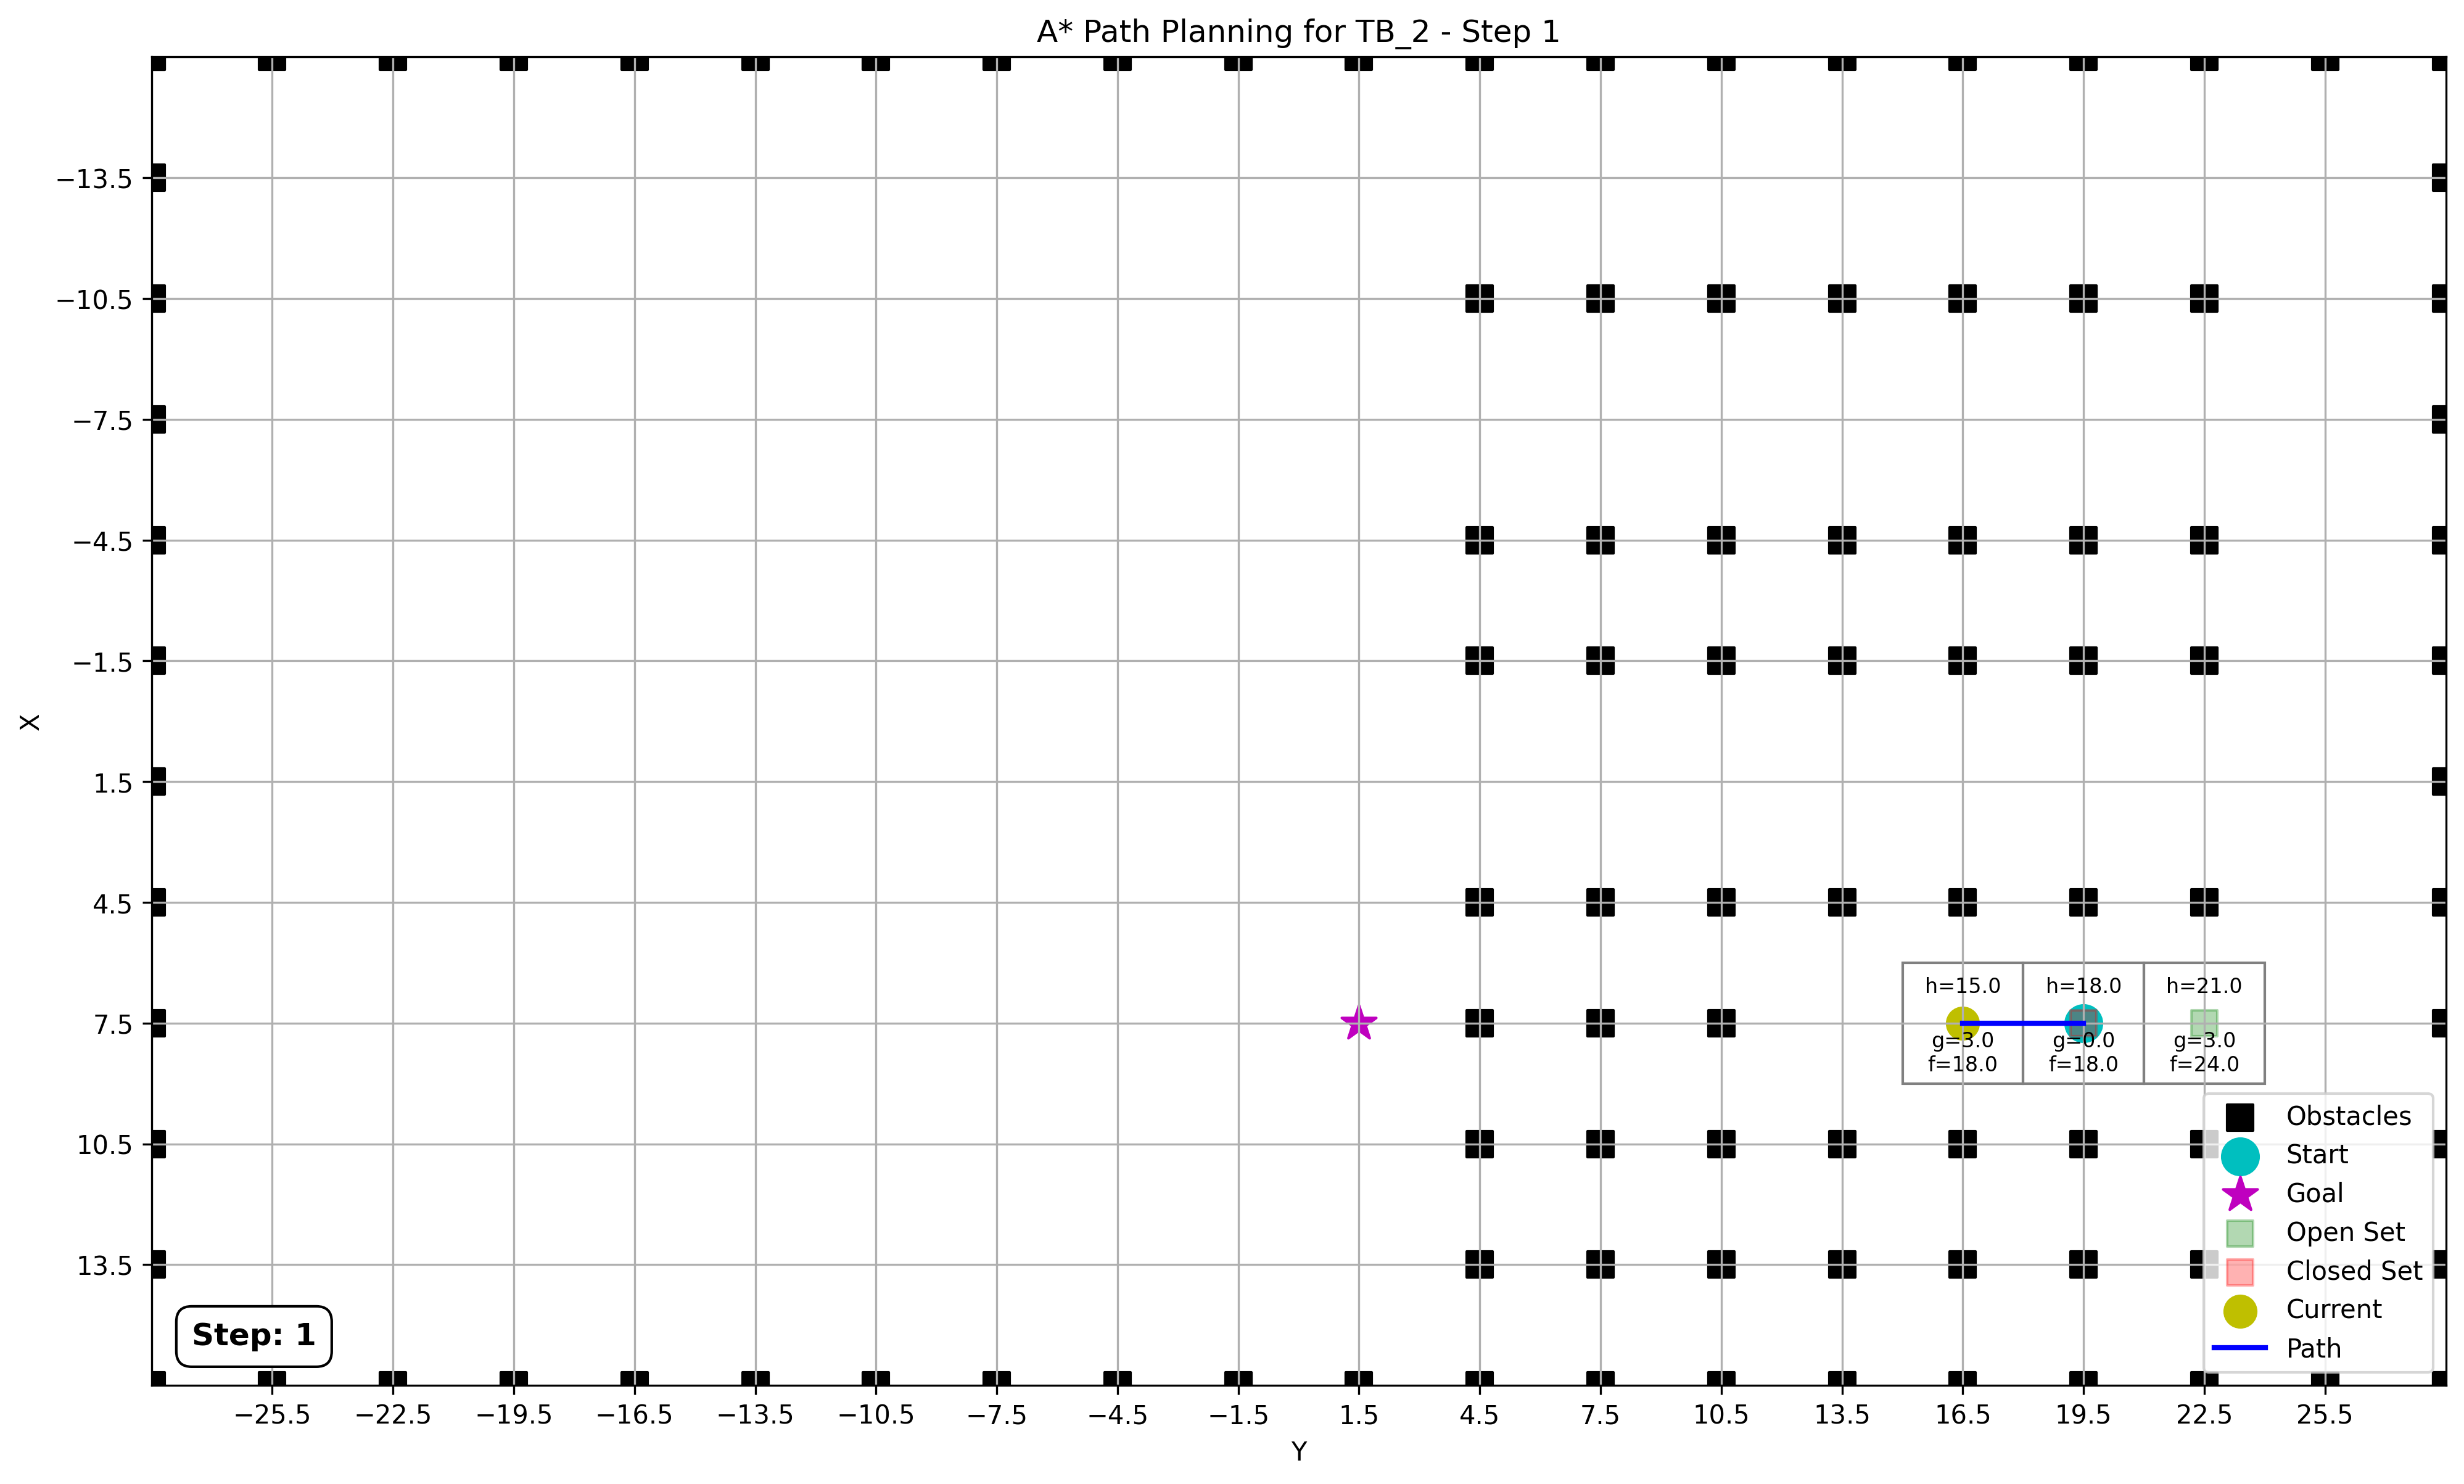 A* Path Planning for TB_2 - Step 1
X
−13.5
−10.5
−7.5
−4.5
−1.5
1.5
4.5
7.5
10.5
13.5
h=15.0
h=18.0
h=21.0
g=3.0
g=0.0
g=3.0
f=18.0
f=18.0
f=24.0
Obstacles
Start
Goal
Open Set
Closed Set
Current
Path
Step: 1
−25.5 −22.5 −19.5 −16.5 −13.5 −10.5 −7.5 −4.5 −1.5 1.5 4.5 7.5 10.5 13.5 16.5 19.5 22.5 25.5
Y